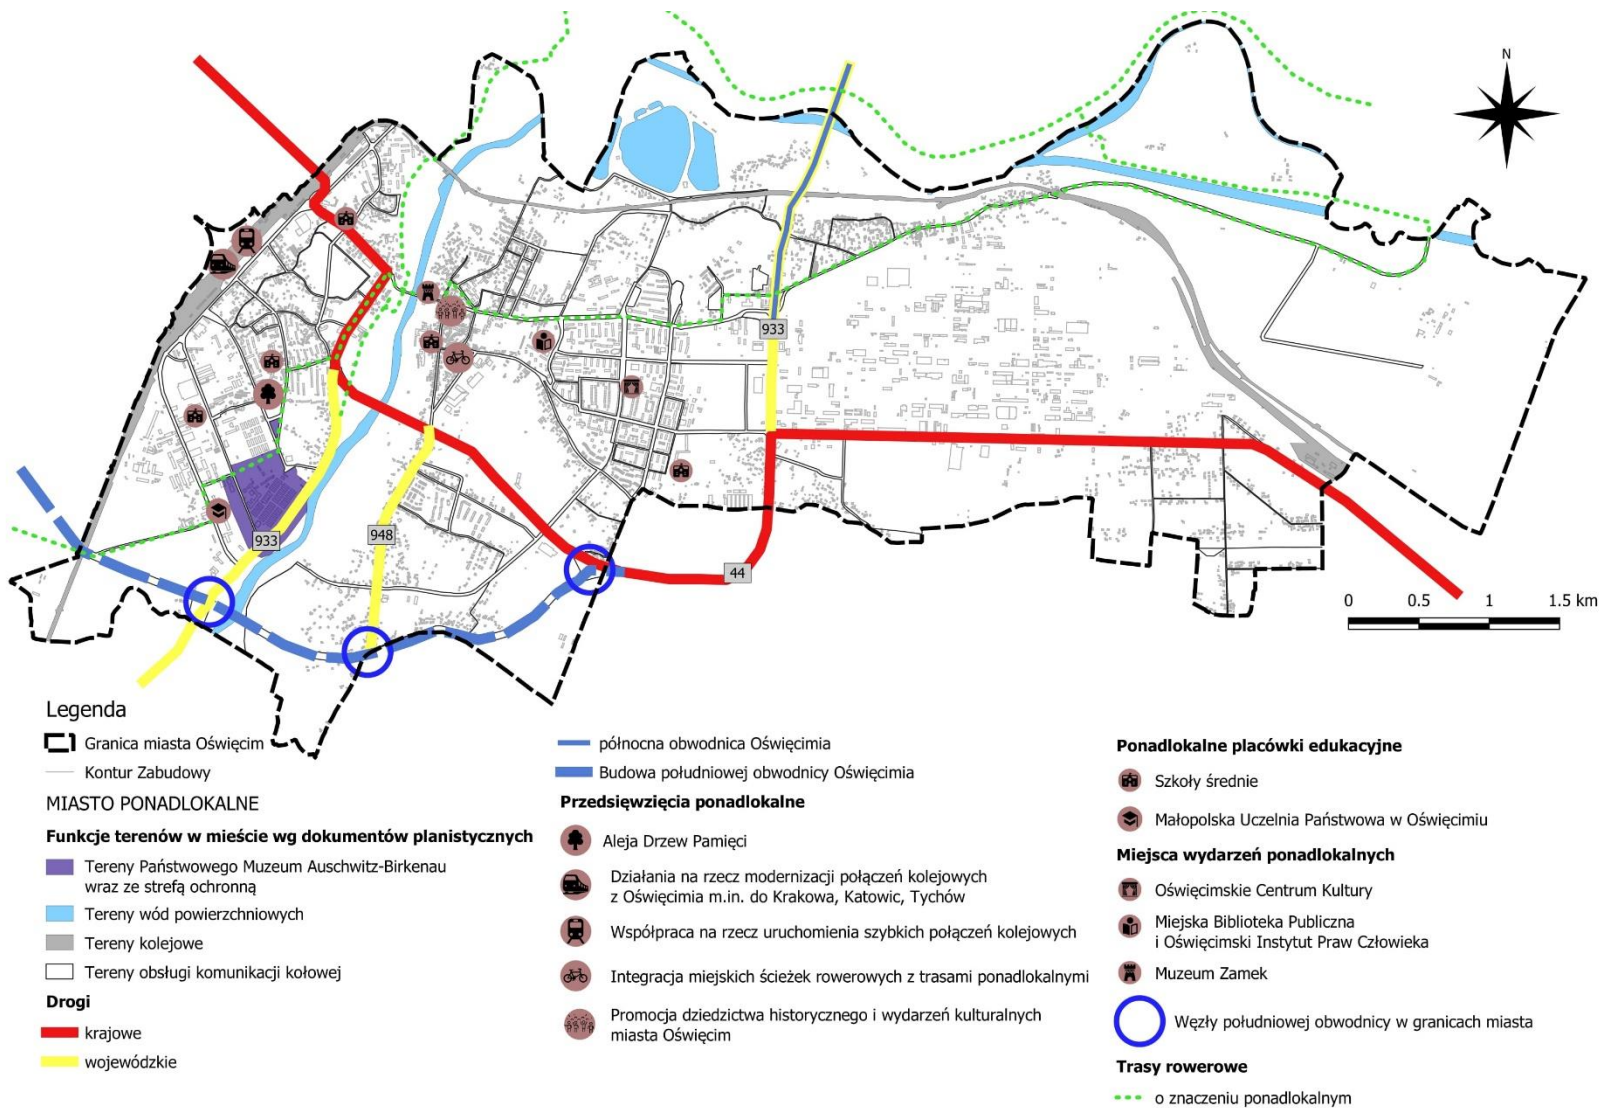 N
933
933
948
44
0 0.5 1 1.5 km
Legenda
Granica miasta Oświęcim
Kontur Zabudowy
MIASTO PONADLOKALNE
Funkcje terenów w mieście wg dokumentów planistycznych
Tereny Państwowego Muzeum Auschwitz-Birkenau
wraz ze strefą ochronną
Tereny wód powierzchniowych
Tereny kolejowe
Tereny obsługi komunikacji kołowej
Drogi
krajowe
wojewódzkie
północna obwodnica Oświęcimia
Budowa południowej obwodnicy Oświęcimia
Przedsięwzięcia ponadlokalne
Aleja Drzew Pamięci
Działania na rzecz modernizacji połączeń kolejowych
z Oświęcimia m.in. do Krakowa, Katowic, Tychów
Współpraca na rzecz uruchomienia szybkich połączeń kolejowych
Integracja miejskich ścieżek rowerowych z trasami ponadlokalnymi
Promocja dziedzictwa historycznego i wydarzeń kulturalnych
miasta Oświęcim
Ponadlokalne placówki edukacyjne
Szkoły średnie
Małopolska Uczelnia Państwowa w Oświęcimiu
Miejsca wydarzeń ponadlokalnych
Oświęcimskie Centrum Kultury
Miejska Biblioteka Publiczna
i Oświęcimski Instytut Praw Człowieka
Muzeum Zamek
Węzły południowej obwodnicy w granicach miasta
Trasy rowerowe
o znaczeniu ponadlokalnym